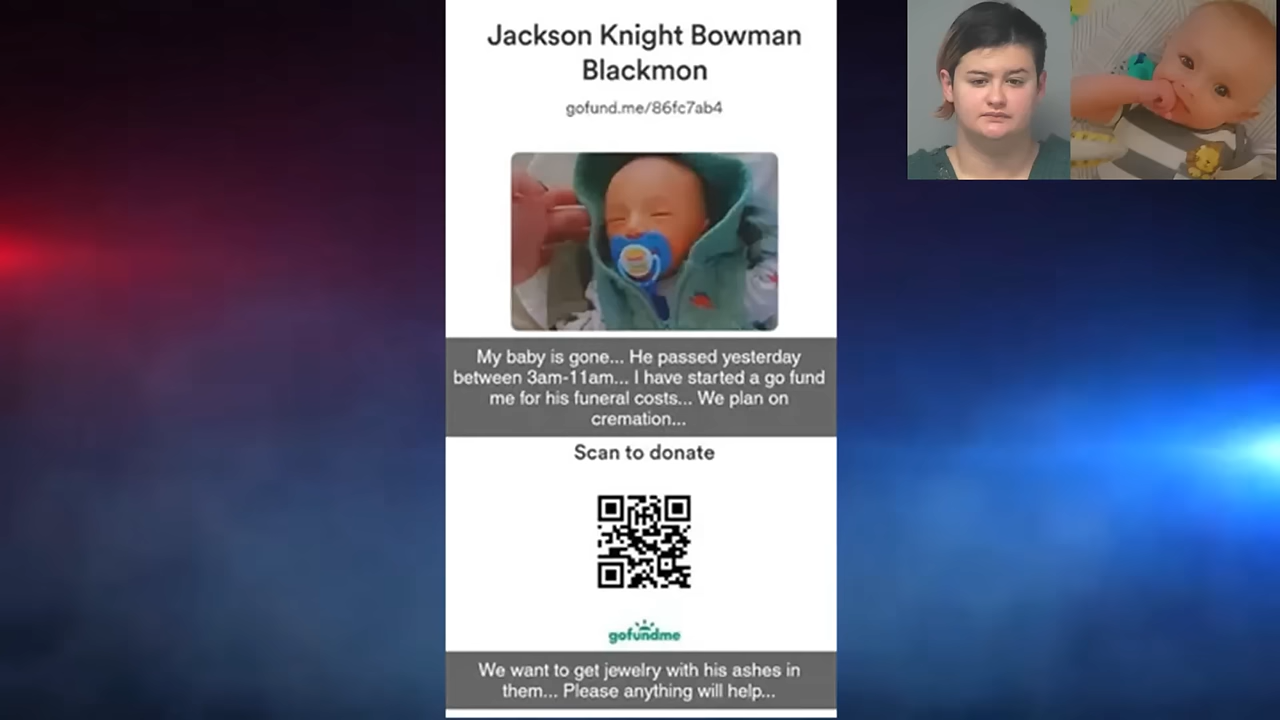 Jackson Knight Bowman
Blackmon
gofund.me/86fc7ab4
My baby is gone... He passed yesterday
between 3am-11am... I have started a go fund
me for his funeral costs... We plan on
cremation...
Scan to donate
gofundme
We want to get jewelry with his ashes in
them... Please anything will help...